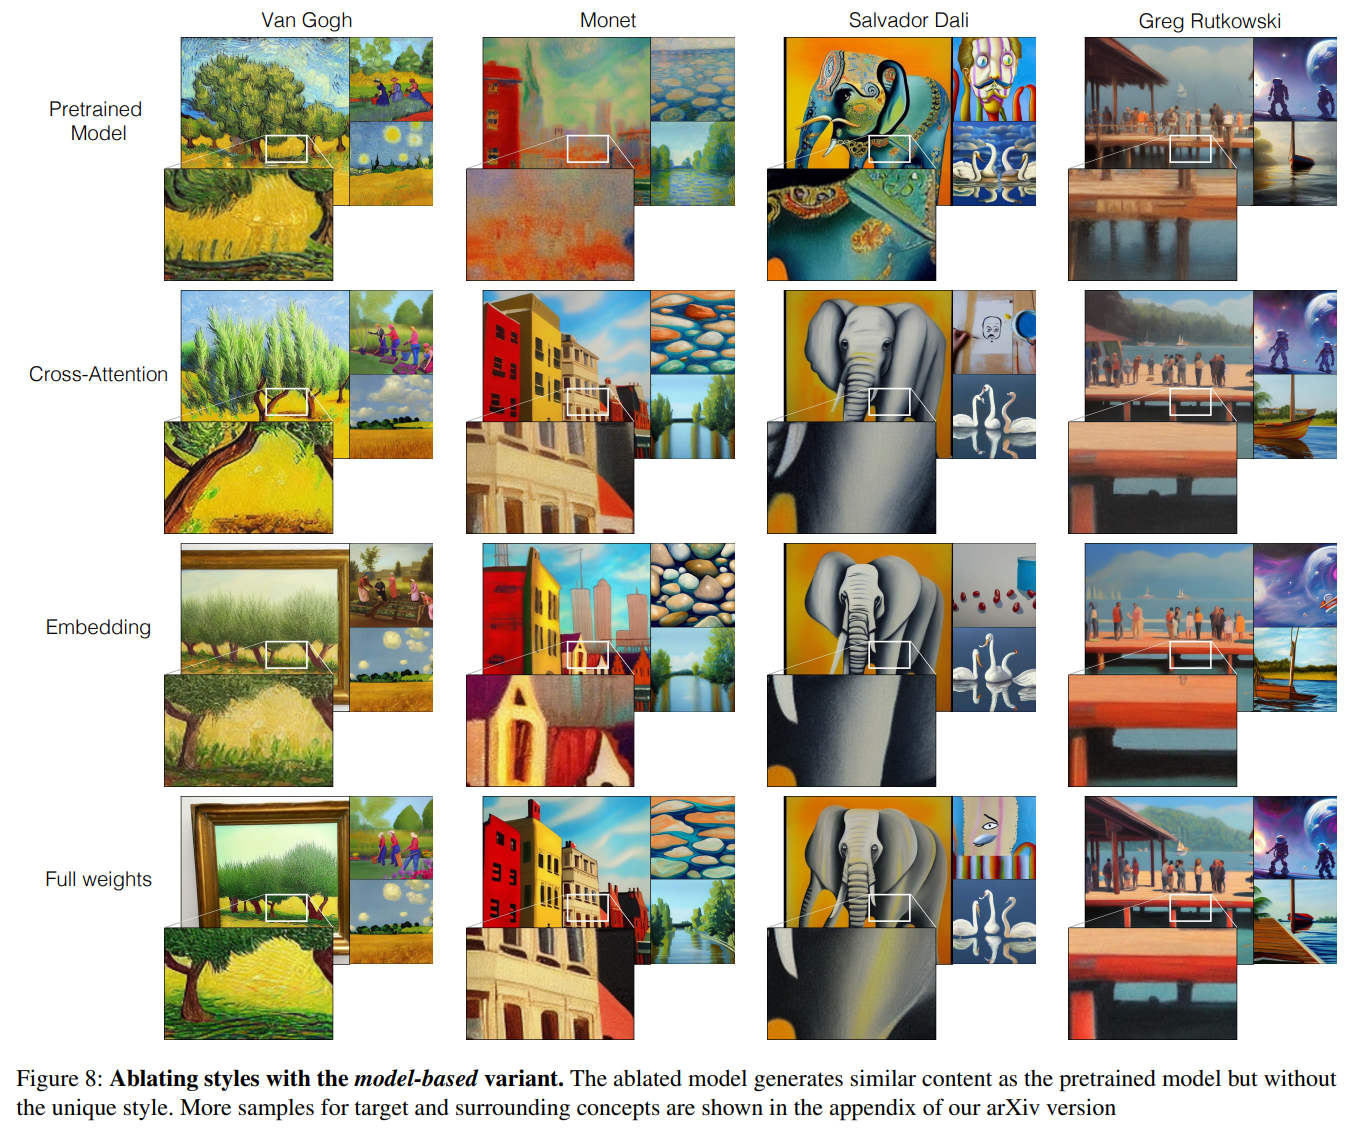 Van Gogh
Monet
Salvador Dali
Greg Rutkowski
Pretrained
Model
Cross-Attention
Embedding
Full weights
Figure 8: Ablating styles with the model-based variant. The ablated model generates similar content as the pretrained model but without
the unique style. More samples for target and surrounding concepts are shown in the appendix of our arXiv version